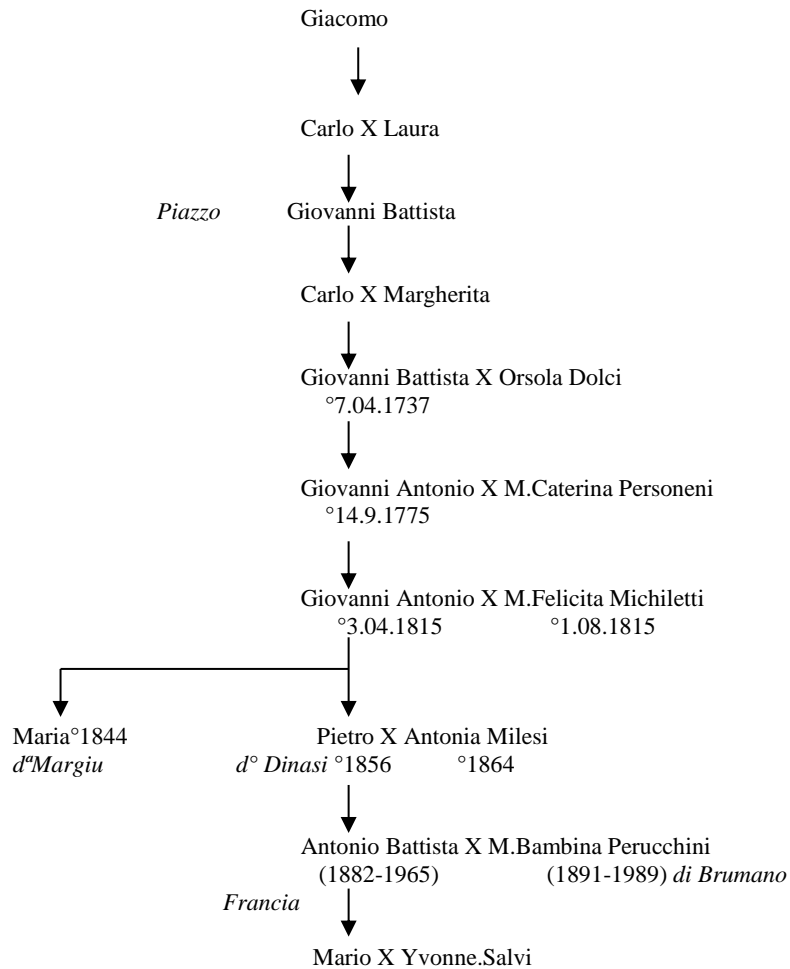 Giacomo
Carlo X Laura
Piazzo Giovanni Battista
Carlo X Margherita
Giovanni Battista X Orsola Dolci
°7.04.1737
Giovanni Antonio X M.Caterina Personeni
°14.9.1775
Giovanni Antonio X M.Felicita Michiletti
°3.04.1815 °1.08.1815
Maria°1844 Pietro X Antonia Milesi
dªMargiu d° Dinasi °1856 °1864
Antonio Battista X M.Bambina Perucchini
(1882-1965) (1891-1989) di Brumano
Francia
Mario X Yvonne.Salvi